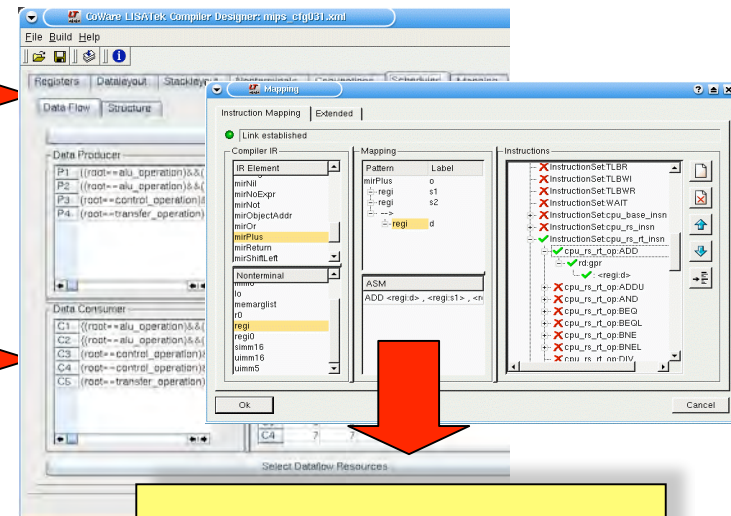 CoWare LISATek Compiler Designer: mips_cfg031.xml
File Build Help
Registers Datalayout Stacklayout Nonterminals Conventions Scheduler Mapping
Data Flow Structure
Data Producer
P1 ((root==alu_operation)&&(
P2 ((root==alu_operation)&&(
P3 ((root==control_operation)&
P4 ((root==transfer_operation)
Data Consumer
C1 ((root==alu_operation)&&(
C2 ((root==alu_operation)&&(
C3 ((root==control_operation)&
C4 ((root==control_operation)&
C5 ((root==transfer_operation)
C4 ? ?
Select Dataflow Resources
Mapping
Instruction Mapping Extended
Link established
Compiler IR
IR Element
mirNil
mirNoExpr
mirNot
mirObjectAddr
mirOr
mirPlus
mirReturn
mirShiftLeft
Nonterminal
lo
memarglist
r0
regi
regi0
simm16
uimm16
uimm5
Mapping
Pattern Label
mirPlus o
regi s1
regi s2
-->
regi d
ASM
ADD <regi:d> , <regi:s1> , <r
Instructions
InstructionSet:TLBR
InstructionSet:TLBWI
InstructionSet:TLBWR
InstructionSet:WAIT
InstructionSet:cpu_base_insn
InstructionSet:cpu_rs_insn
InstructionSet:cpu_rs_rt_insn
cpu_rs_rt_op:ADD
rd:gpr
: <regi:d>
cpu_rs_rt_op:ADDU
cpu_rs_rt_op:AND
cpu_rs_rt_op:BEQ
cpu_rs_rt_op:BEQL
cpu_rs_rt_op:BNE
cpu_rs_rt_op:BNEL
cpu_rs_rt_op:DIV
Ok Cancel